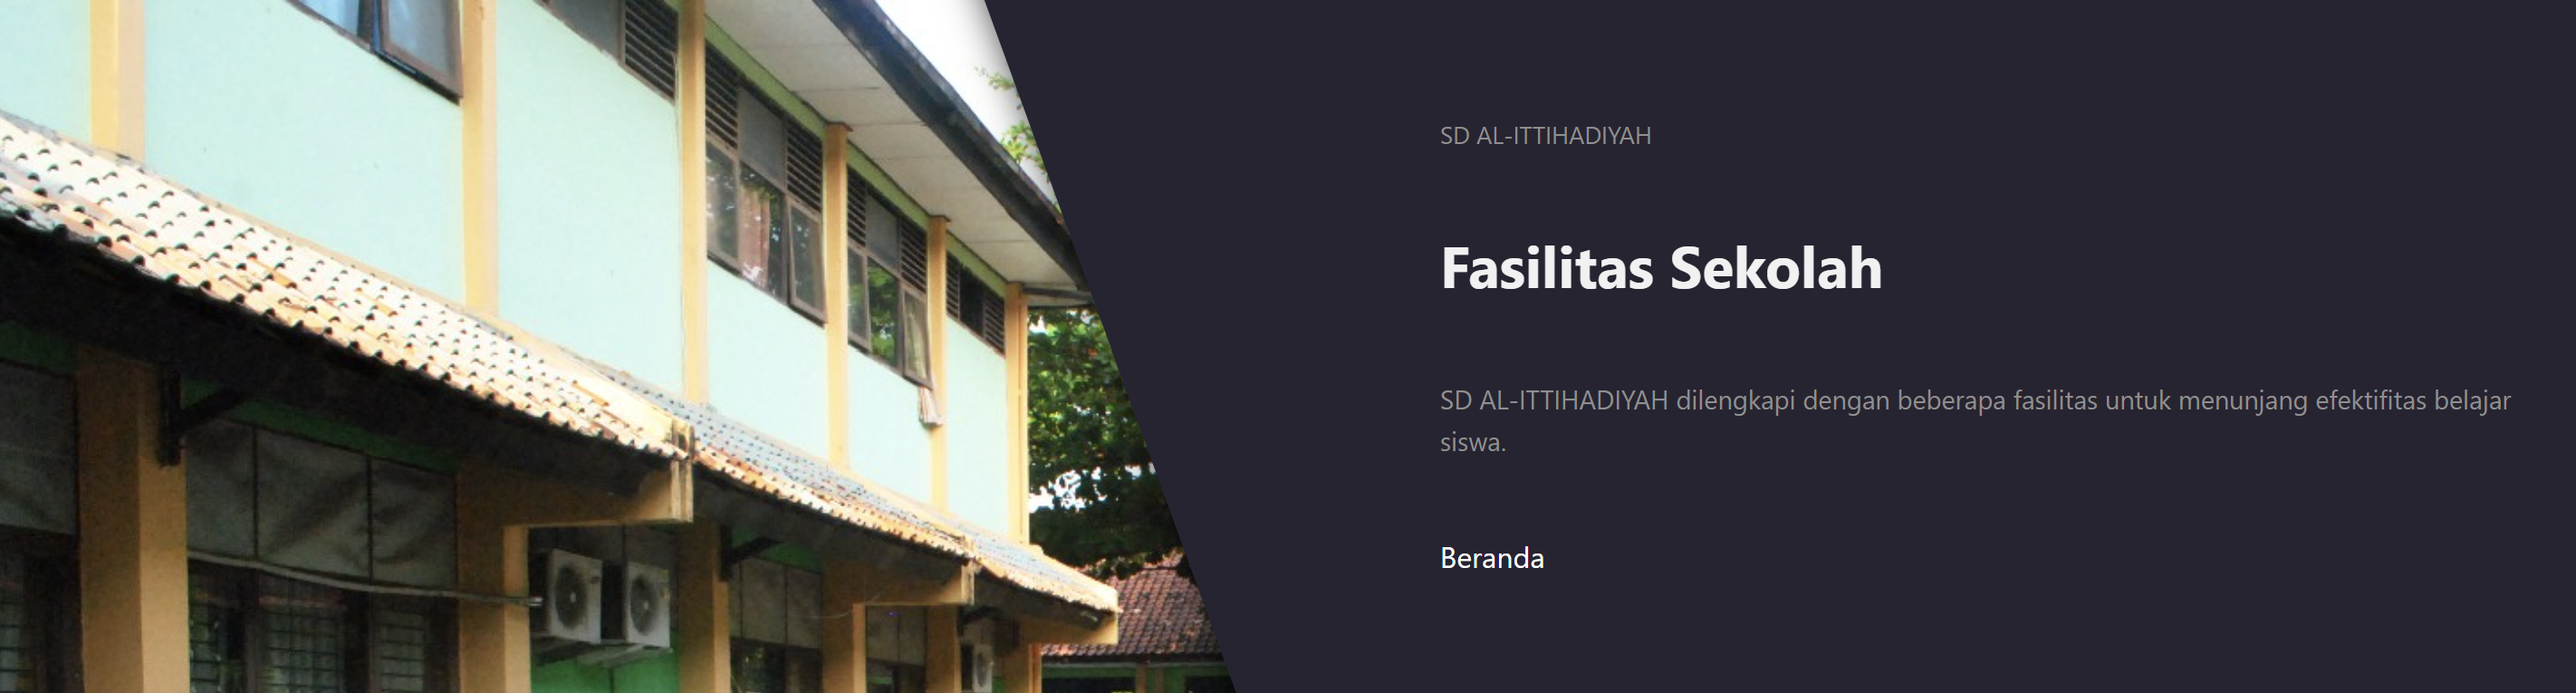 SD AL-ITTIHADIYAH
Fasilitas Sekolah
SD AL-ITTIHADIYAH dilengkapi dengan beberapa fasilitas untuk menunjang efektifitas belajar
siswa.
Beranda